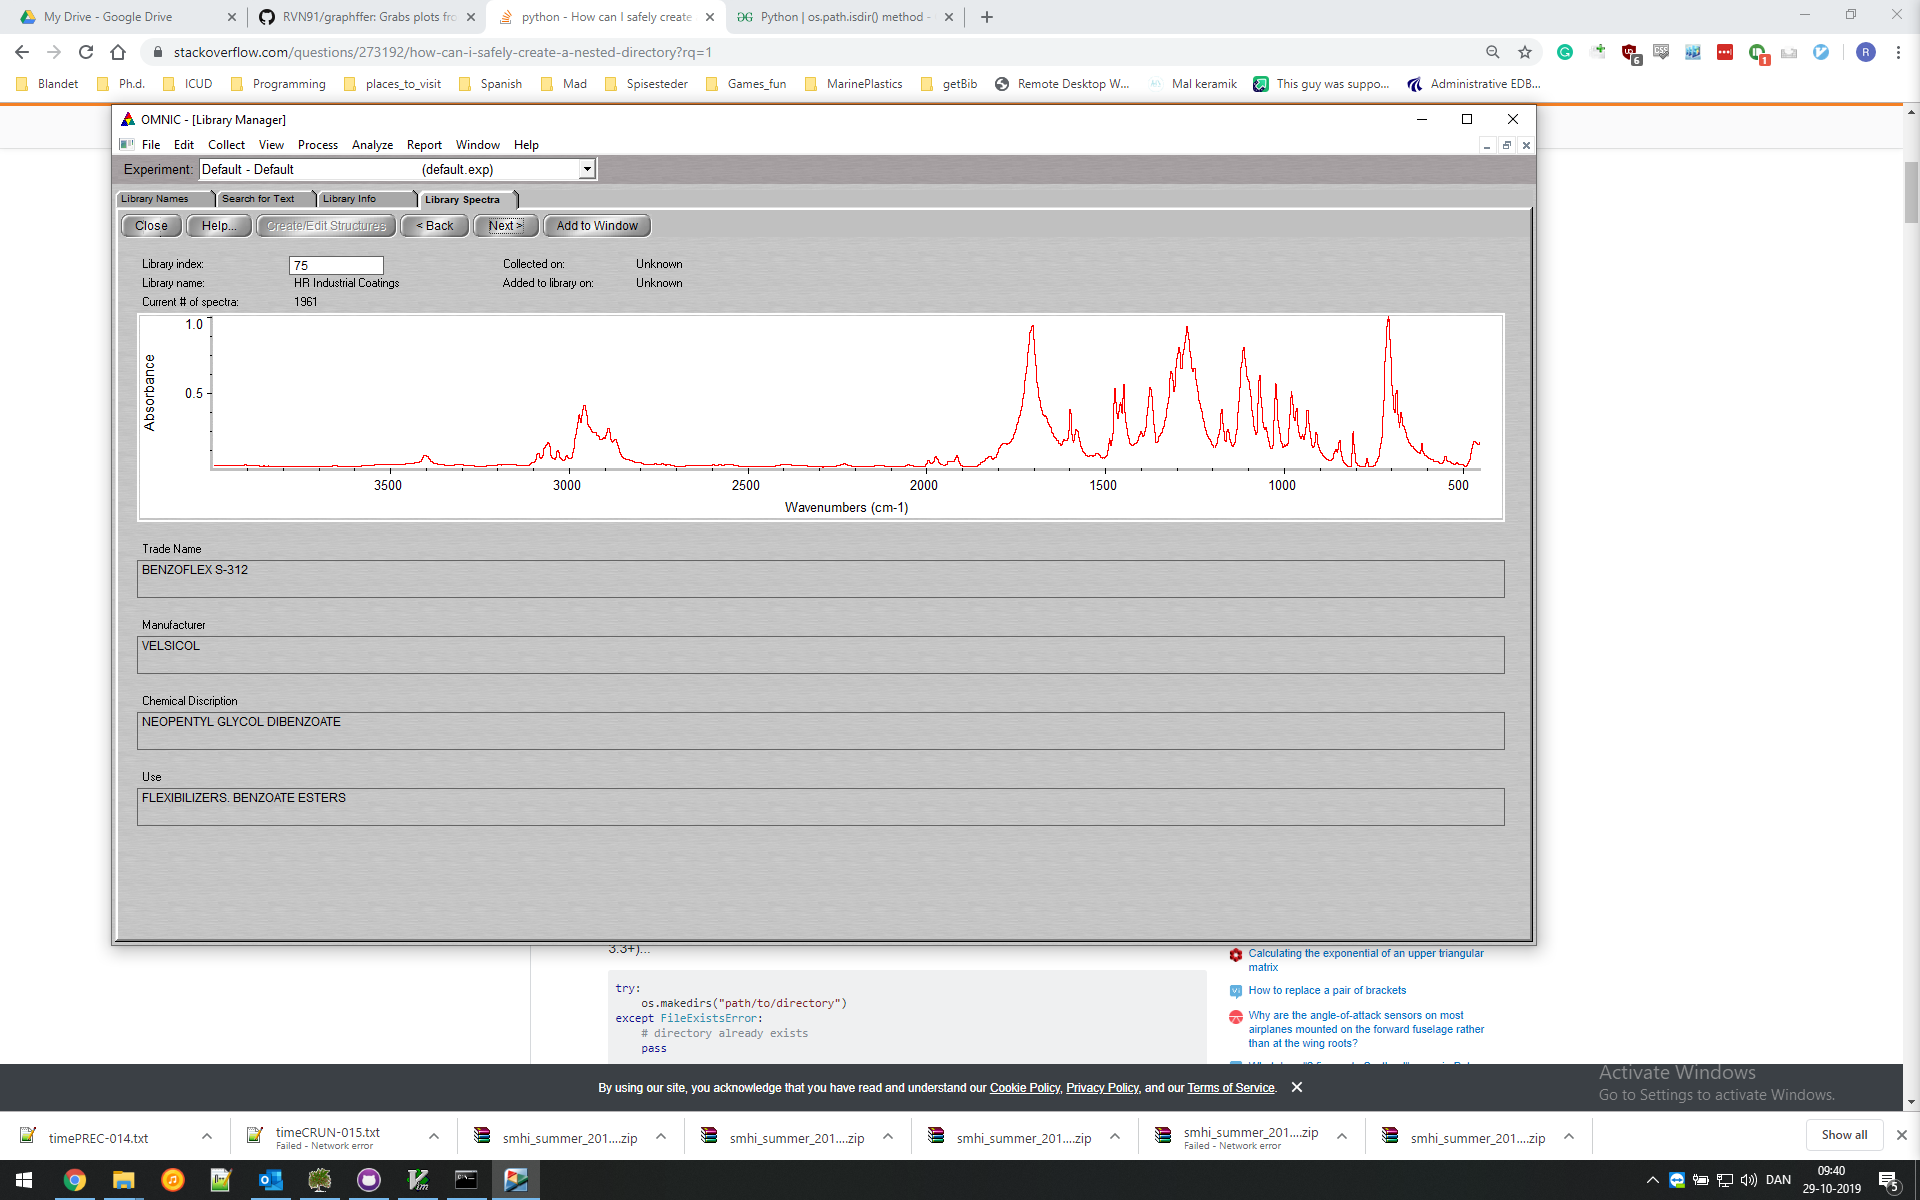 My Drive - Google Drive
RVN91/graphffer: Grabs plots fro
python - How can I safely create
Python | os.path.isdir() method -
stackoverflow.com/questions/273192/how-can-i-safely-create-a-nested-directory?rq=1
6
CSS
1
R
Blandet
Ph.d.
ICUD
Programming
places_to_visit
Spanish
Mad
Spisesteder
Games_fun
MarinePlastics
getBib
Remote Desktop W...
Mal keramik
This guy was suppo...
Administrative EDB...
OMNIC - [Library Manager]
File Edit Collect View Process Analyze Report Window Help
Experiment: Default - Default (default.exp)
Library Names Search for Text Library Info Library Spectra
Close Help... Create/Edit Structures < Back Next > Add to Window
Library index: 75 Collected on: Unknown
Library name: HR Industrial Coatings Added to library on: Unknown
Current # of spectra: 1961
1.0
0.5
Absorbance
3500 3000 2500 2000 1500 1000 500
Wavenumbers (cm-1)
Trade Name
BENZOFLEX S-312
Manufacturer
VELSICOL
Chemical Discription
NEOPENTYL GLYCOL DIBENZOATE
Use
FLEXIBILIZERS. BENZOATE ESTERS
3.3+)...
try:
os.makedirs("path/to/directory")
except FileExistsError:
# directory already exists
pass
Calculating the exponential of an upper triangular
matrix
How to replace a pair of brackets
Why are the angle-of-attack sensors on most
airplanes mounted on the forward fuselage rather
than at the wing roots?
By using our site, you acknowledge that you have read and understand our Cookie Policy, Privacy Policy, and our Terms of Service.
Activate Windows
Go to Settings to activate Windows.
timePREC-014.txt
timeCRUN-015.txt
Failed - Network error
smhi_summer_201....zip
smhi_summer_201....zip
smhi_summer_201....zip
smhi_summer_201....zip
Failed - Network error
smhi_summer_201....zip
Show all
DAN
09:40
29-10-2019
5